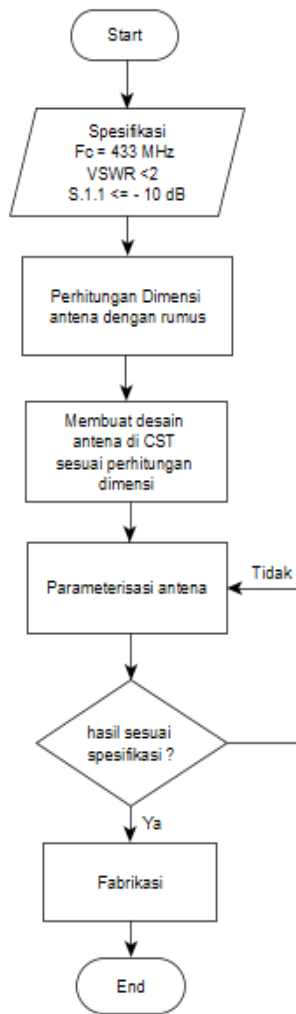 Start
Spesifikasi
Fc = 433 MHz
VSWR <2
S.1.1 <= - 10 dB
Perhitungan Dimensi
antena dengan rumus
Membuat desain
antena di CST
sesuai perhitungan
dimensi
Tidak
Parameterisasi antena
hasil sesuai
spesifikasi ?
Ya
Fabrikasi
End